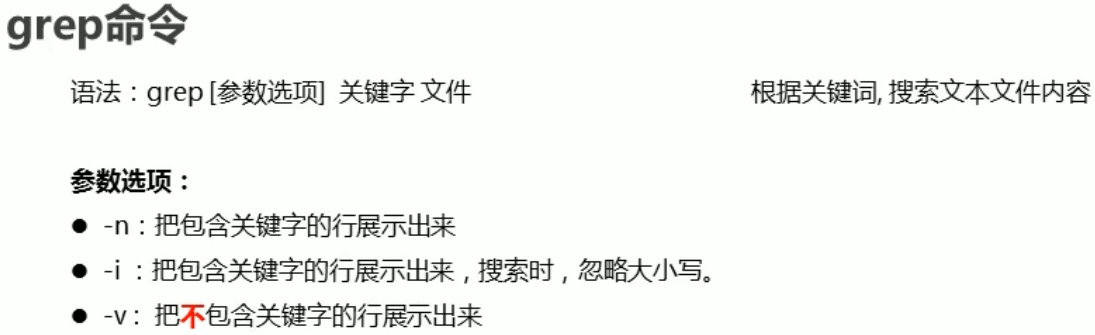 grep命令
语法：grep [参数选项] 关键字 文件 根据关键词, 搜索文本文件内容
参数选项：
● -n：把包含关键字的行展示出来
● -i ：把包含关键字的行展示出来，搜索时，忽略大小写。
● -v： 把不包含关键字的行展示出来